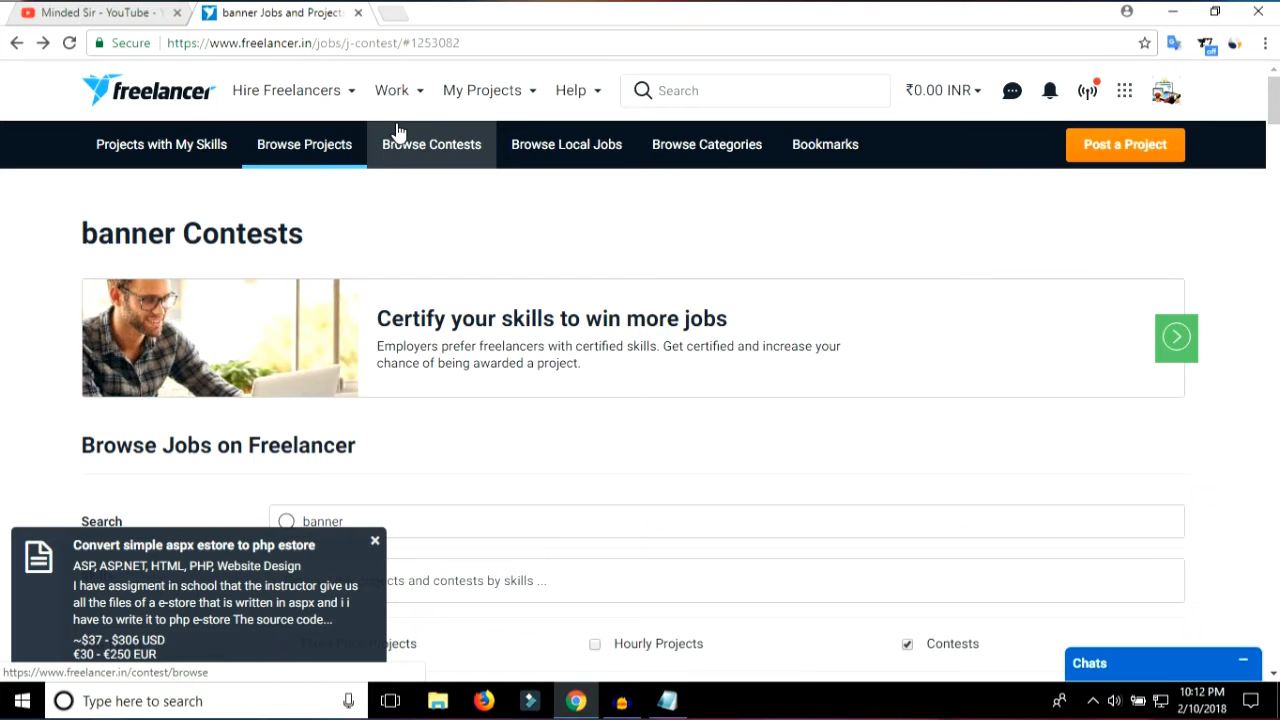 Minded Sir - YouTube -
banner Jobs and Project
Secure
https://www.freelancer.in/jobs/j-contest/#1253082
off
freelancer
Hire Freelancers
Work
My Projects
Help
Search
₹0.00 INR
Projects with My Skills
Browse Projects
Browse Contests
Browse Local Jobs
Browse Categories
Bookmarks
Post a Project
banner Contests
Certify your skills to win more jobs
Employers prefer freelancers with certified skills. Get certified and increase your
chance of being awarded a project.
Browse Jobs on Freelancer
Search
banner
Convert simple aspx estore to php estore
ASP, ASP.NET, HTML, PHP, Website Design
I have assigment in school that the instructor give us
all the files of a e-store that is written in aspx and i i
have to write it to php e-store The source code...
~$37 - $306 USD
€30 - €250 EUR
and contests by skills ...
Hourly Projects
Contests
Chats
https://www.freelancer.in/contest/browse
Type here to search
10:12 PM
2/10/2018